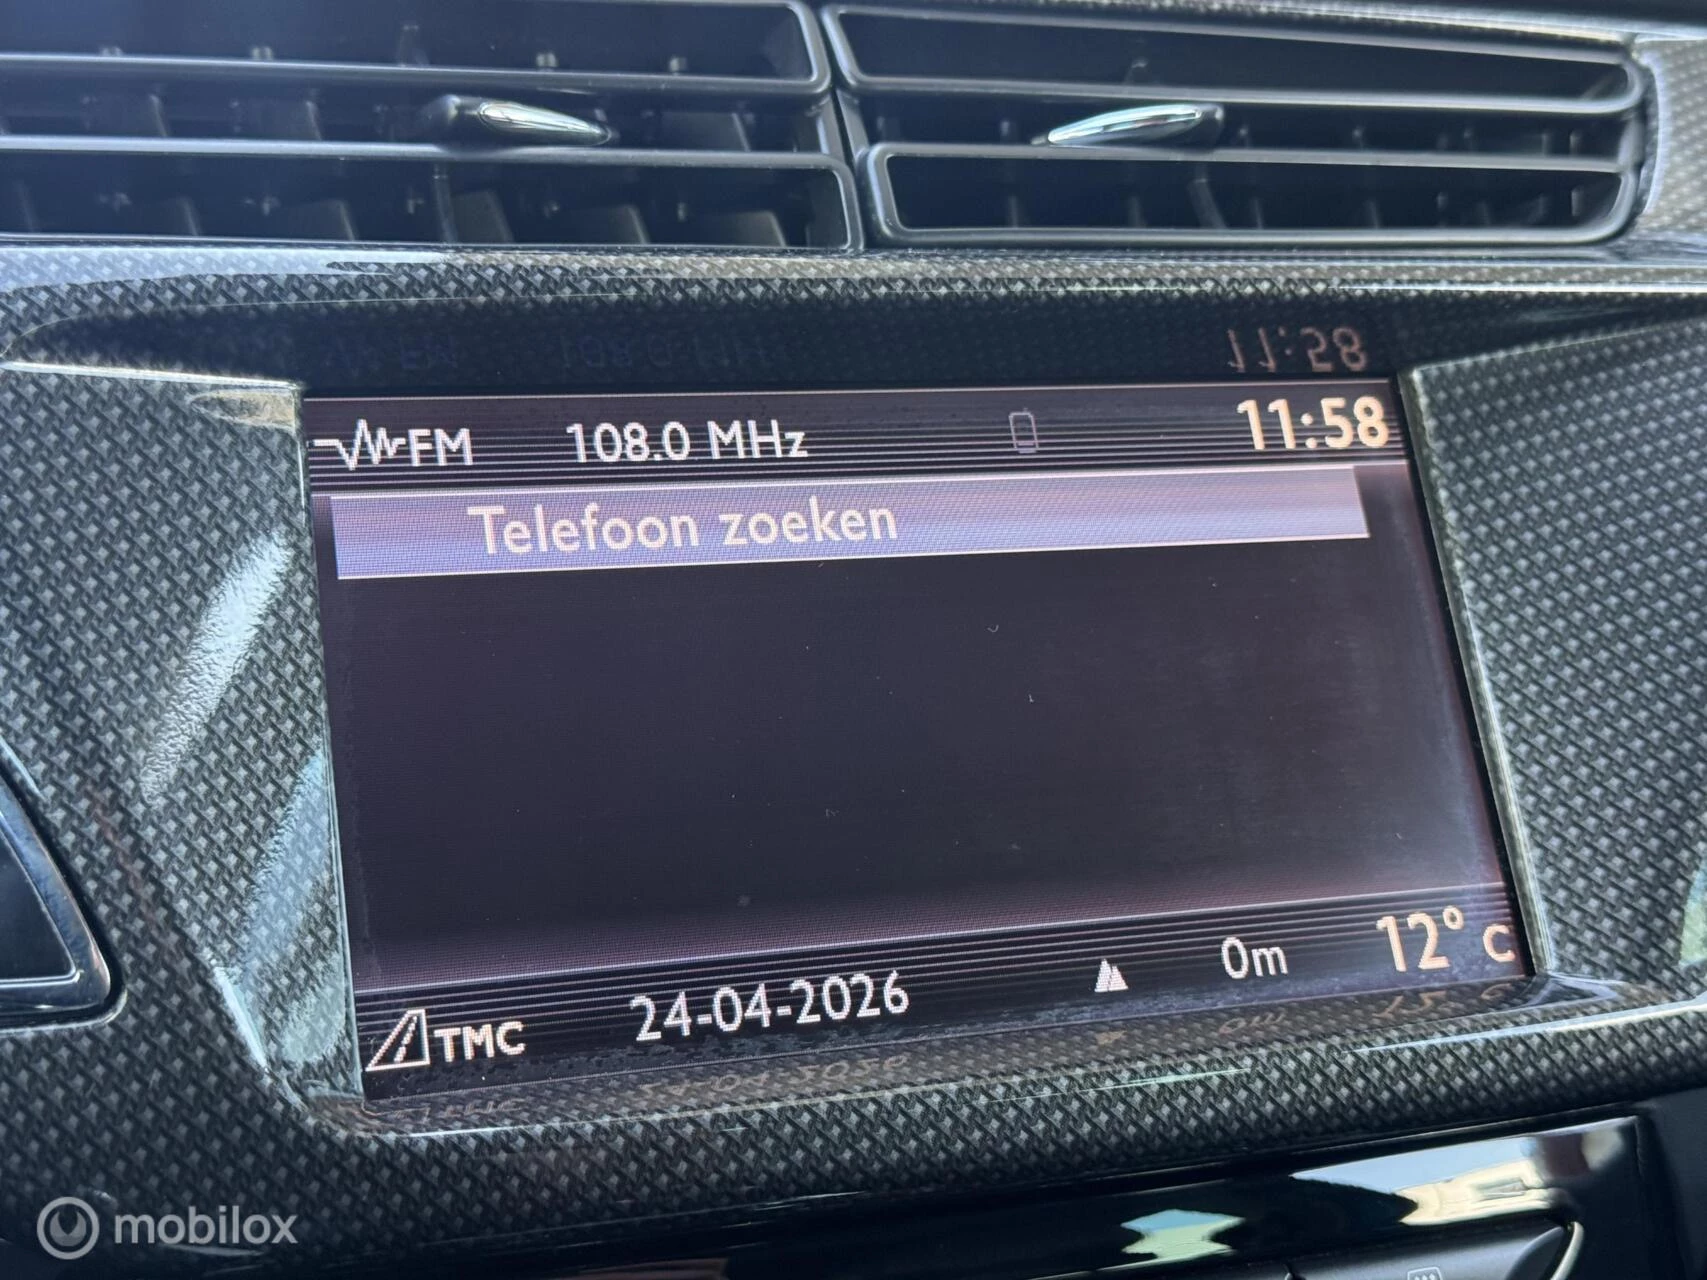 FM 108.0 MHz 11:58
Telefoon zoeken
TMC 24-04-2026 0m 12° C
mobilox